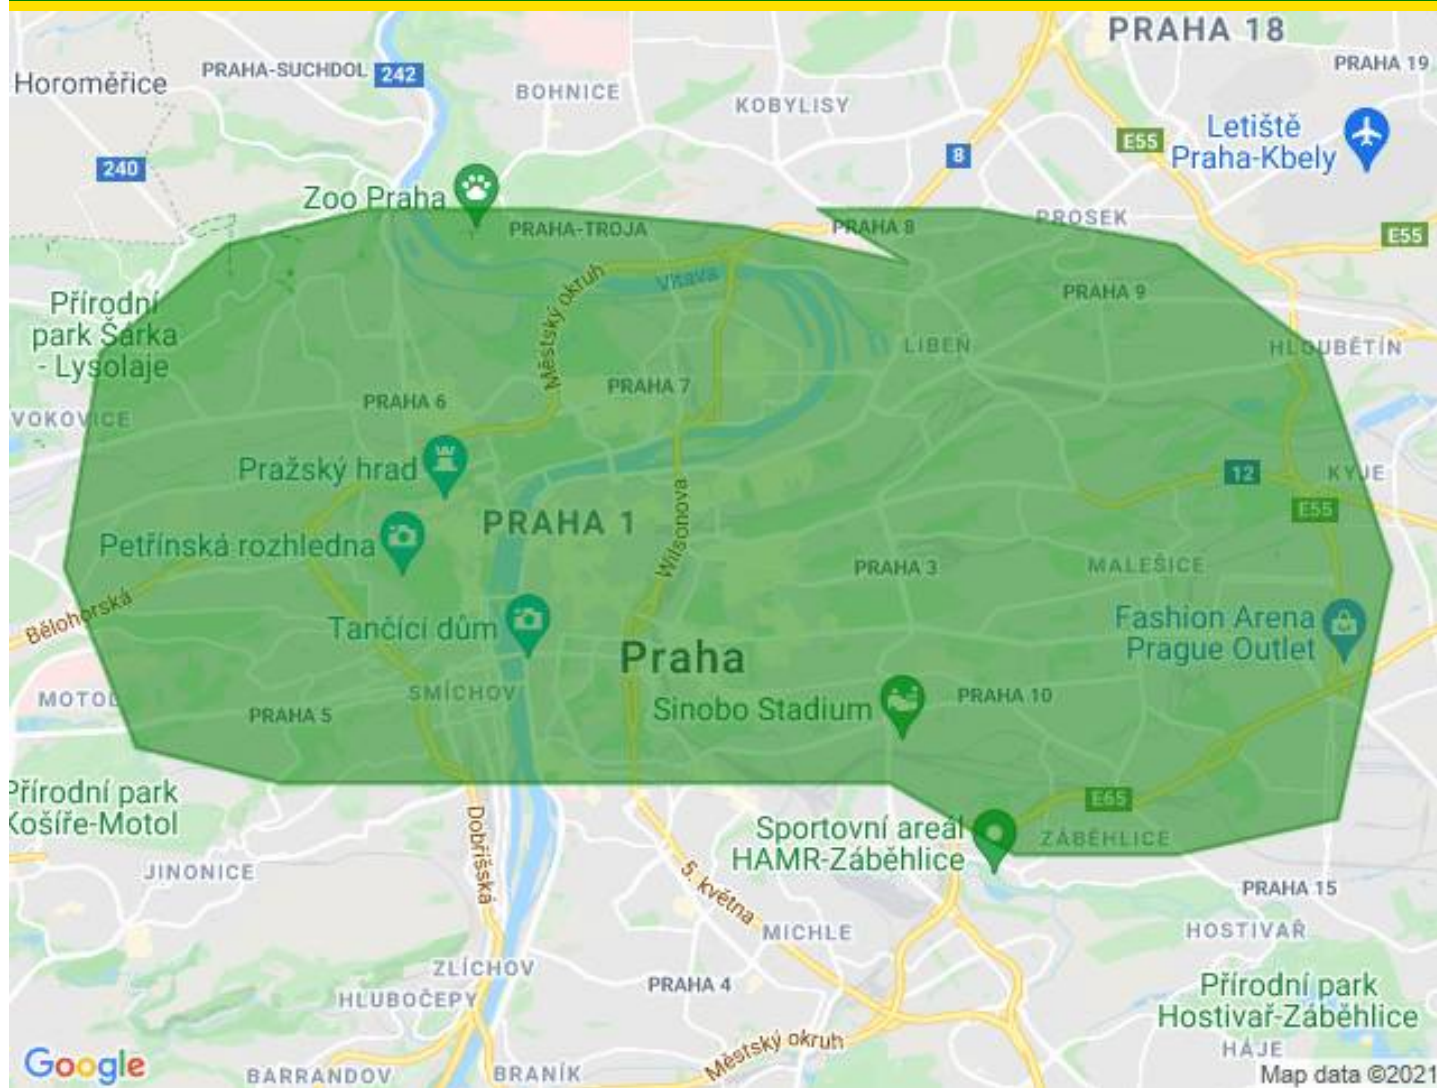 PRAHA 18
PRAHA 19
Horoměřice
PRAHA-SUCHDOL
242
BOHNICE
KOBYLISY
Letiště
Praha-Kbely
E55
8
240
Zoo Praha
PRAHA-TROJA
PRAHA 8
PROSEK
E55
Městský okruh
Vltava
PRAHA 9
Přírodní
park Šárka
- Lysolaje
LIBEŇ
HLOUBĚTÍN
PRAHA 7
PRAHA 6
VOKOVICE
Pražský hrad
12
KYJE
E55
PRAHA 1
Wilsonova
Petřínská rozhledna
PRAHA 3
MALEŠICE
Bělohorská
Tančící dům
Fashion Arena
Prague Outlet
Praha
MOTOL
SMÍCHOV
PRAHA 5
Sinobo Stadium
PRAHA 10
Přírodní park
Košíře-Motol
E65
Dobříšská
Sportovní areál
HAMR-Záběhlice
ZÁBĚHLICE
JINONICE
5. května
PRAHA 15
MICHLE
HOSTIVAŘ
ZLÍCHOV
HLUBOČEPY
PRAHA 4
Přírodní park
Hostivař-Záběhlice
Městský okruh
HÁJE
Google
BARRANDOV
BRANÍK
Map data ©2021